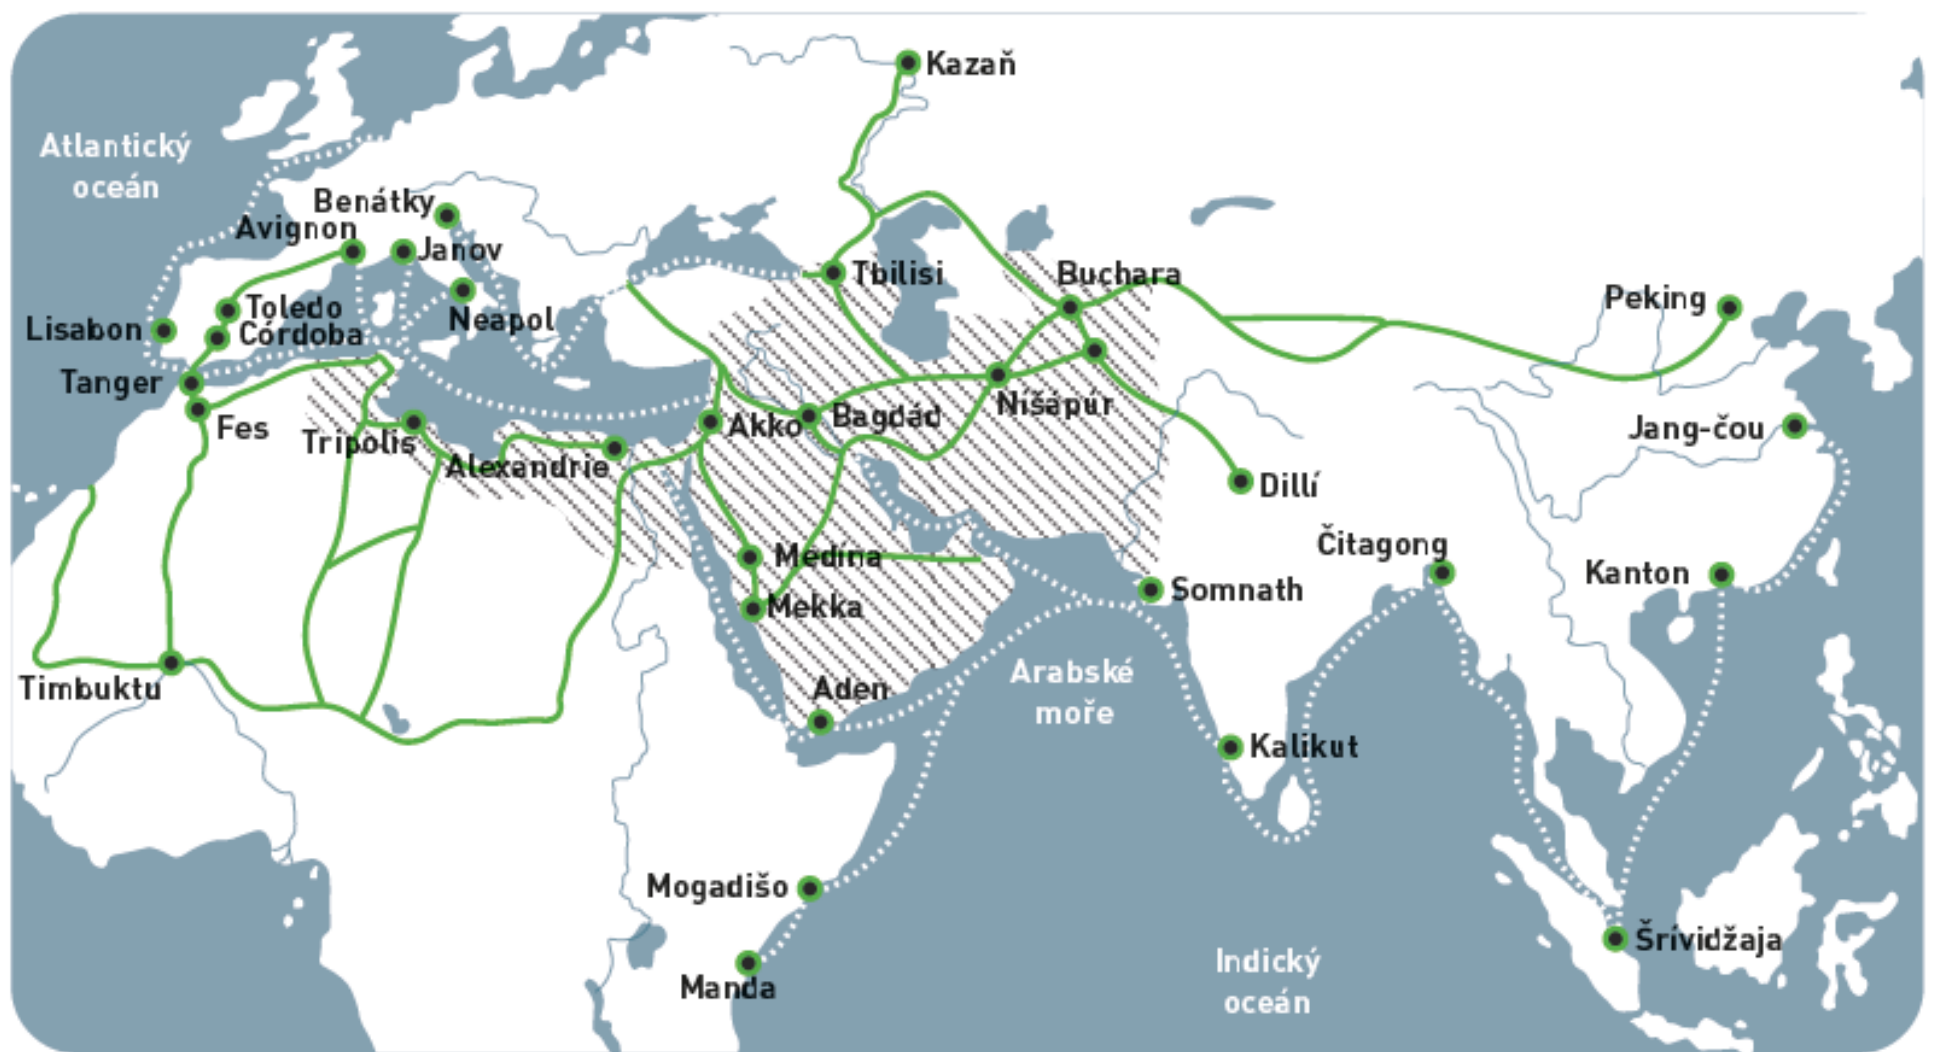 Kazaň
Atlantický
oceán
Benátky
Avignon
Janov
Tbilisi
Buchara
Toledo
Lisabon
Córdoba
Neapol
Peking
Tanger
Fes
Tripolis
Alexandrie
Akko
Bagdád
Níšápúr
Jang-čou
Dillí
Čitagong
Medína
Mekka
Somnath
Kanton
Timbuktu
Aden
Arabské
moře
Kalikut
Mogadišo
Manda
Indický
oceán
Šrívidžaja